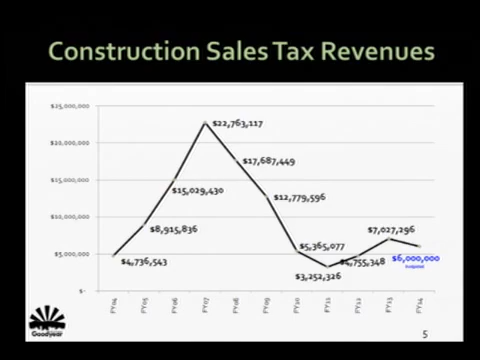 Construction Sales Tax Revenues
$25,000,000
$20,000,000
$15,000,000
$10,000,000
$5,000,000
$-
$4,736,543
$8,915,836
$15,029,430
$22,763,117
$17,687,449
$12,779,596
$5,365,077
$3,252,326
$4,755,348
$7,027,296
$6,000,000
Budgeted
FY04
FY05
FY06
FY07
FY08
FY09
FY10
FY11
FY12
FY13
FY14
Goodyear
5